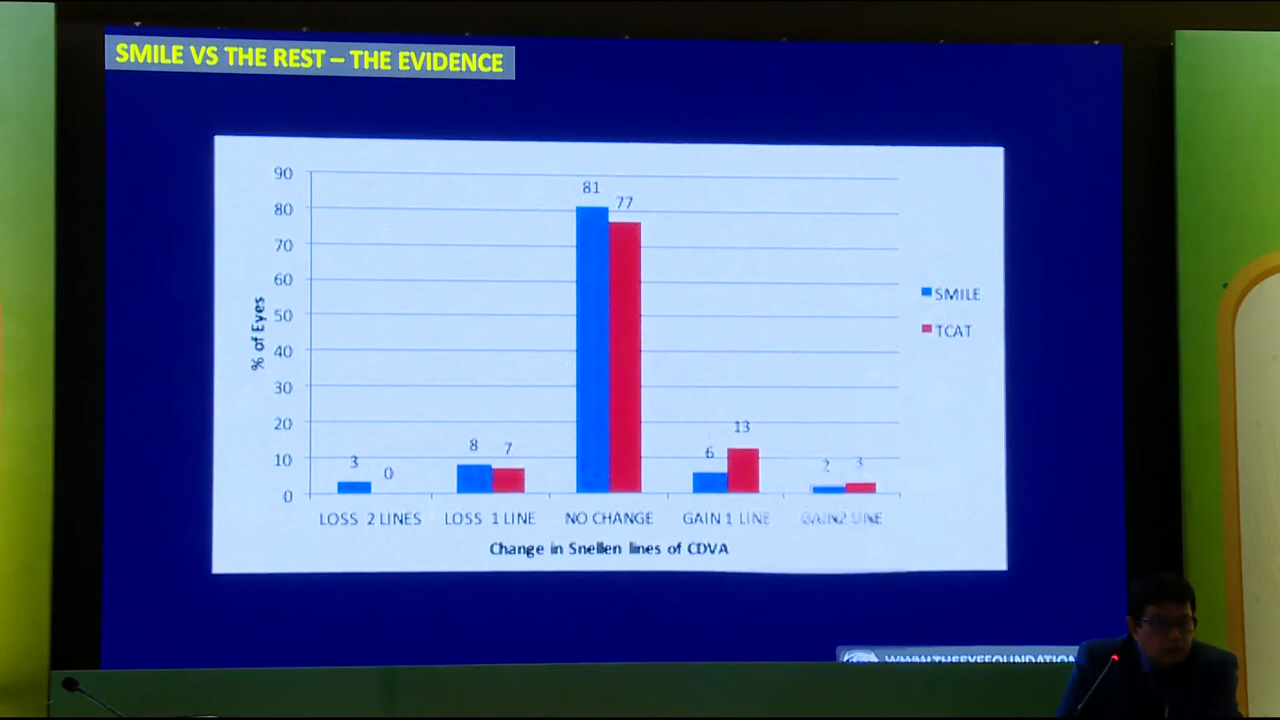 SMILE VS THE REST – THE EVIDENCE
90
80
70
60
50
40
30
20
10
0
% of Eyes
3
0
8
7
81
77
6
13
2
3
LOSS 2 LINES
LOSS 1 LINE
NO CHANGE
GAIN 1 LINE
GAIN2 LINE
Change in Snellen lines of CDVA
SMILE
TCAT
WWW.THEEYEFOUNDATION